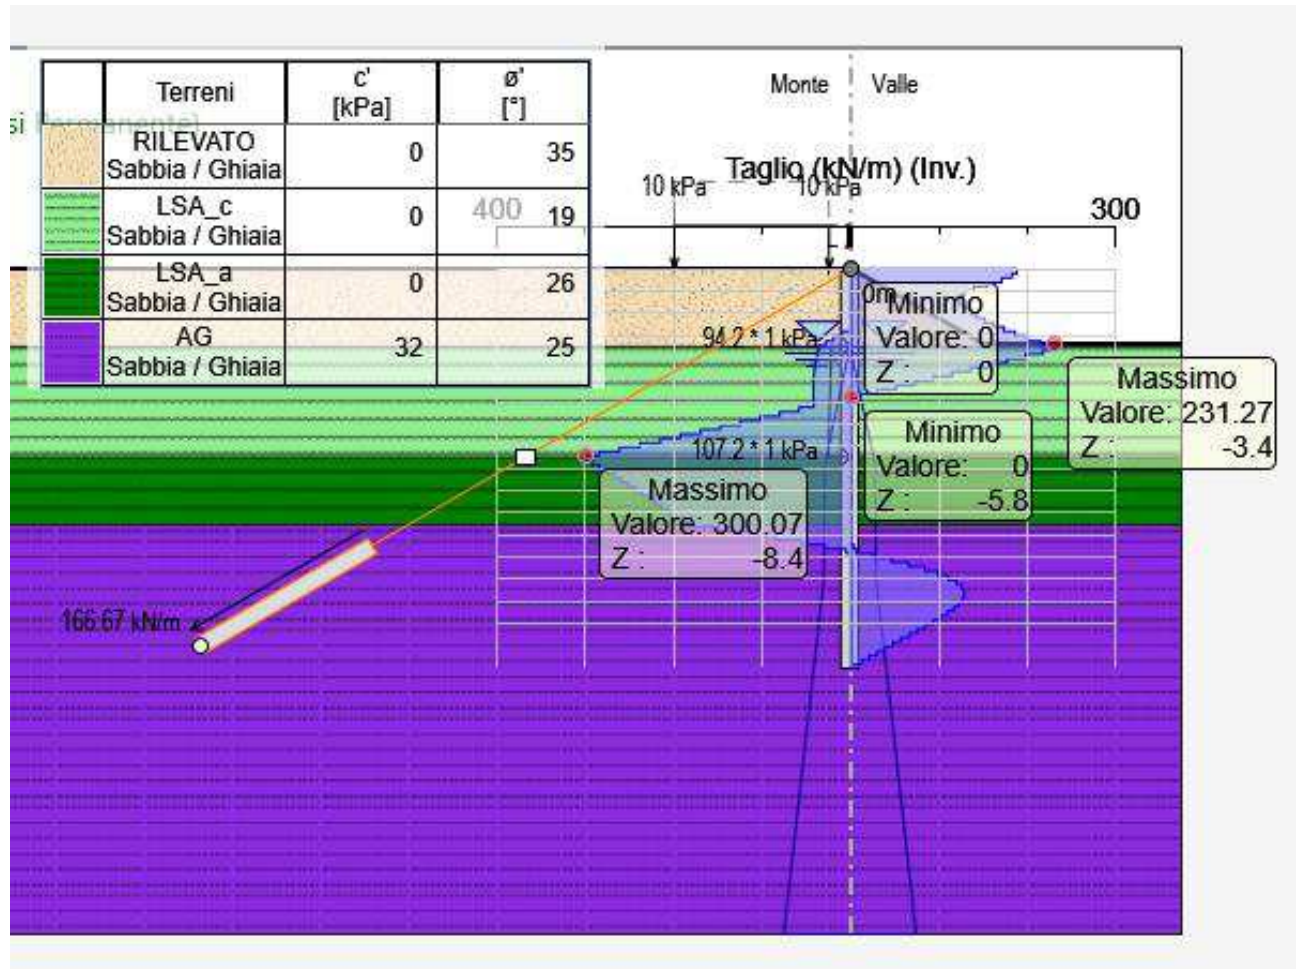 Terreni
c'
[kPa]
ø'
[°]
si Permanente)
RILEVATO
Sabbia / Ghiaia
0
35
LSA_c
Sabbia / Ghiaia
0
19
LSA_a
Sabbia / Ghiaia
0
26
AG
Sabbia / Ghiaia
32
25
Monte
Valle
Taglio (kN/m) (Inv.)
10 kPa
10 kPa
400
300
0m
Minimo
Valore: 0
Z : 0
94.2 * 1 kPa
Massimo
Valore: 231.27
Z : -3.4
Minimo
Valore: 0
Z : -5.8
107.2 * 1 kPa
Massimo
Valore: 300.07
Z : -8.4
166.67 kN/m